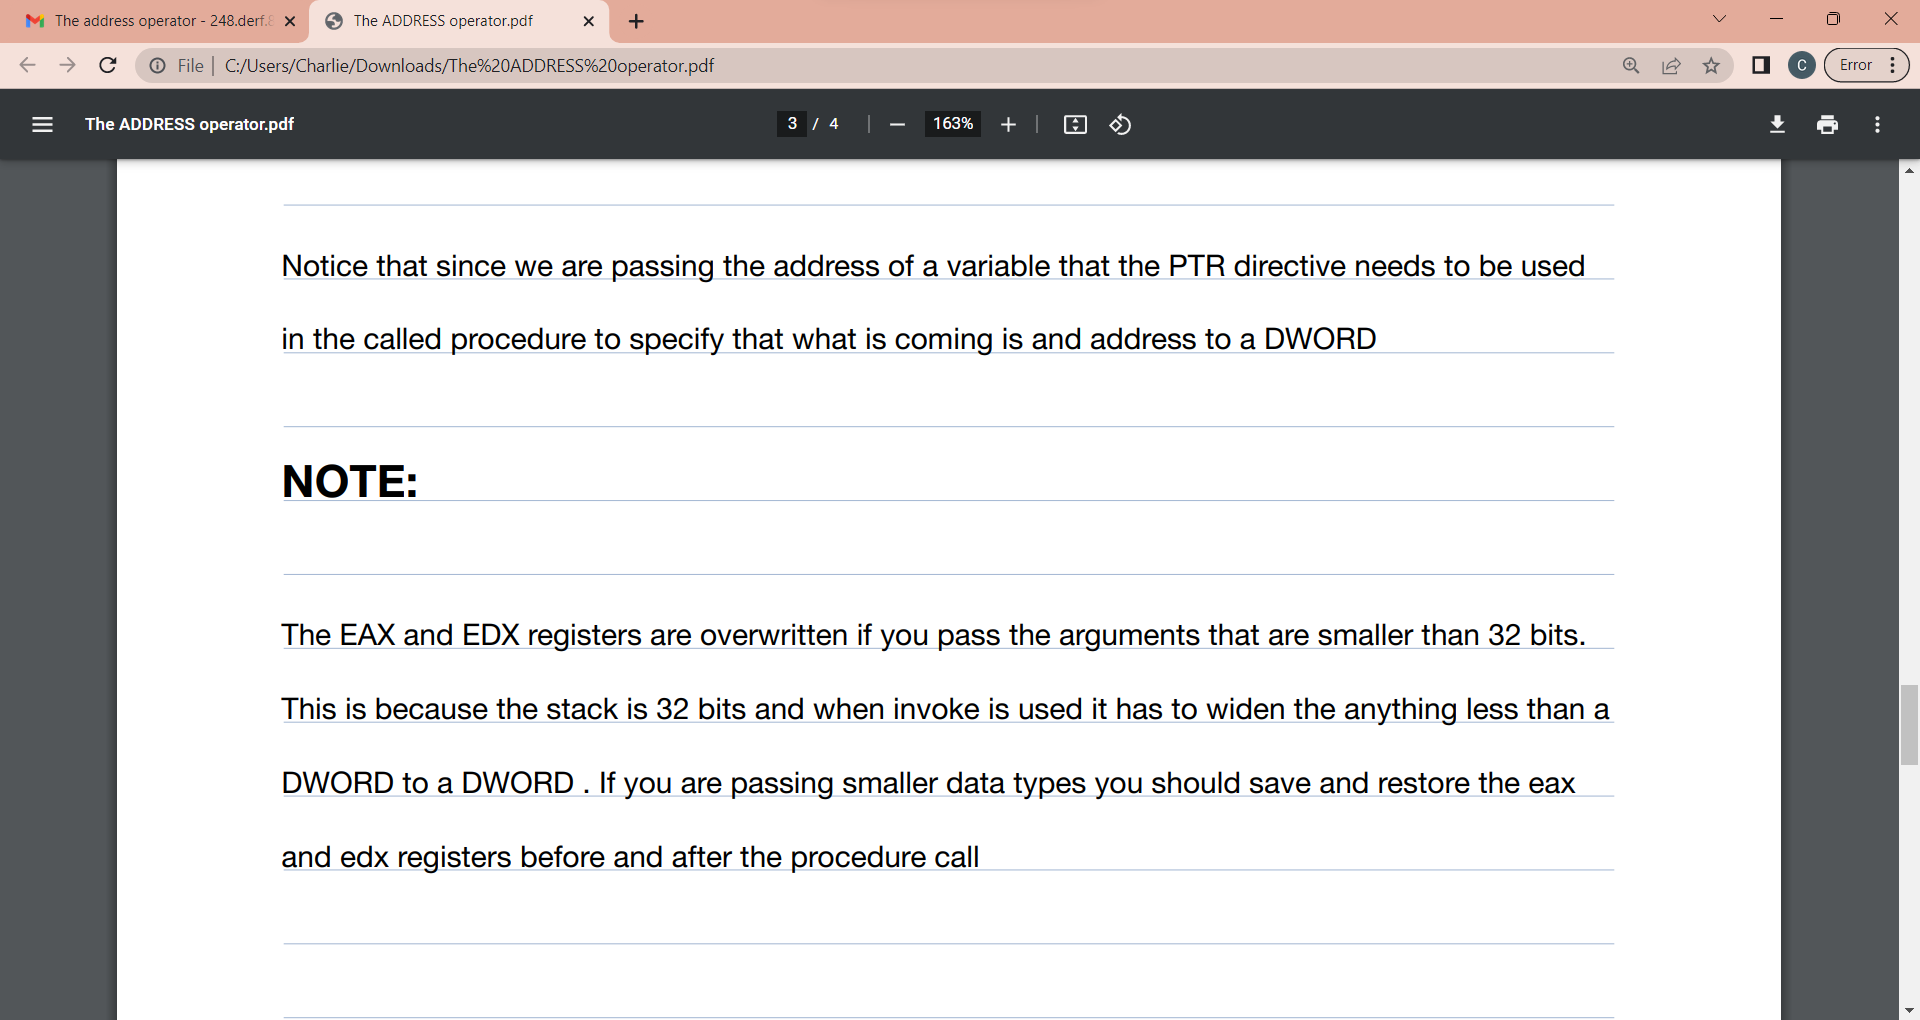 The address operator - 248.derf.
The ADDRESS operator.pdf
File
C:/Users/Charlie/Downloads/The%20ADDRESS%20operator.pdf
C
Error
The ADDRESS operator.pdf
3 / 4
163%
Notice that since we are passing the address of a variable that the PTR directive needs to be used
in the called procedure to specify that what is coming is and address to a DWORD
NOTE:
The EAX and EDX registers are overwritten if you pass the arguments that are smaller than 32 bits.
This is because the stack is 32 bits and when invoke is used it has to widen the anything less than a
DWORD to a DWORD . If you are passing smaller data types you should save and restore the eax
and edx registers before and after the procedure call